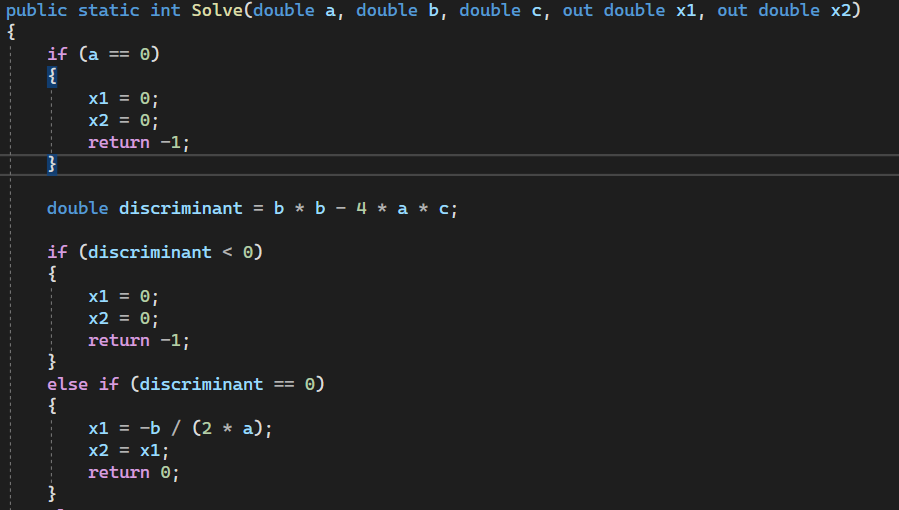 public static int Solve(double a, double b, double c, out double x1, out double x2)
{
    if (a == 0)
    {
        x1 = 0;
        x2 = 0;
        return -1;
    }
    double discriminant = b * b - 4 * a * c;
    if (discriminant < 0)
    {
        x1 = 0;
        x2 = 0;
        return -1;
    }
    else if (discriminant == 0)
    {
        x1 = -b / (2 * a);
        x2 = x1;
        return 0;
    }